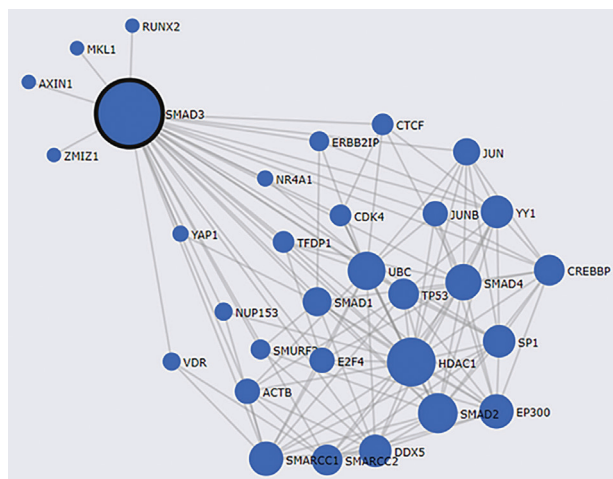 RUNX2
MKL1
AXIN1
SMAD3
CTCF
ERBB2IP
JUN
ZMIZ1
NR4A1
CDK4
JUNB
YY1
YAP1
TFDP1
UBC
CREBBP
TP53
SMAD4
SMAD1
NUP153
SP1
SMURF2
E2F4
HDAC1
VDR
ACTB
SMAD2
EP300
DDX5
SMARCC1
SMARCC2